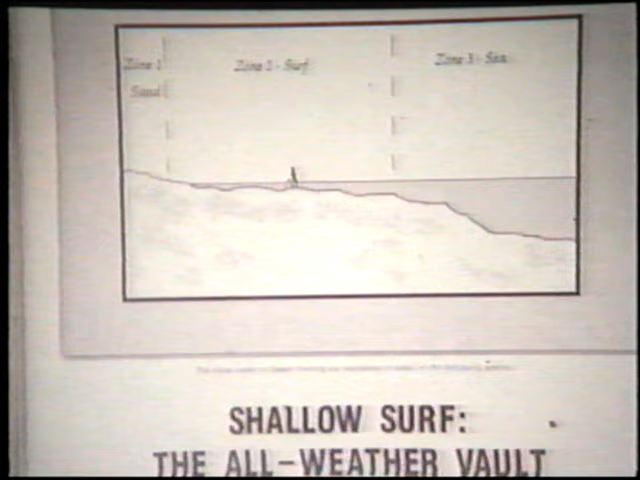 Zone 1
Zone 2 - Surf
Zone 3 - Sea
Sand
SHALLOW SURF:
THE ALL-WEATHER VAULT